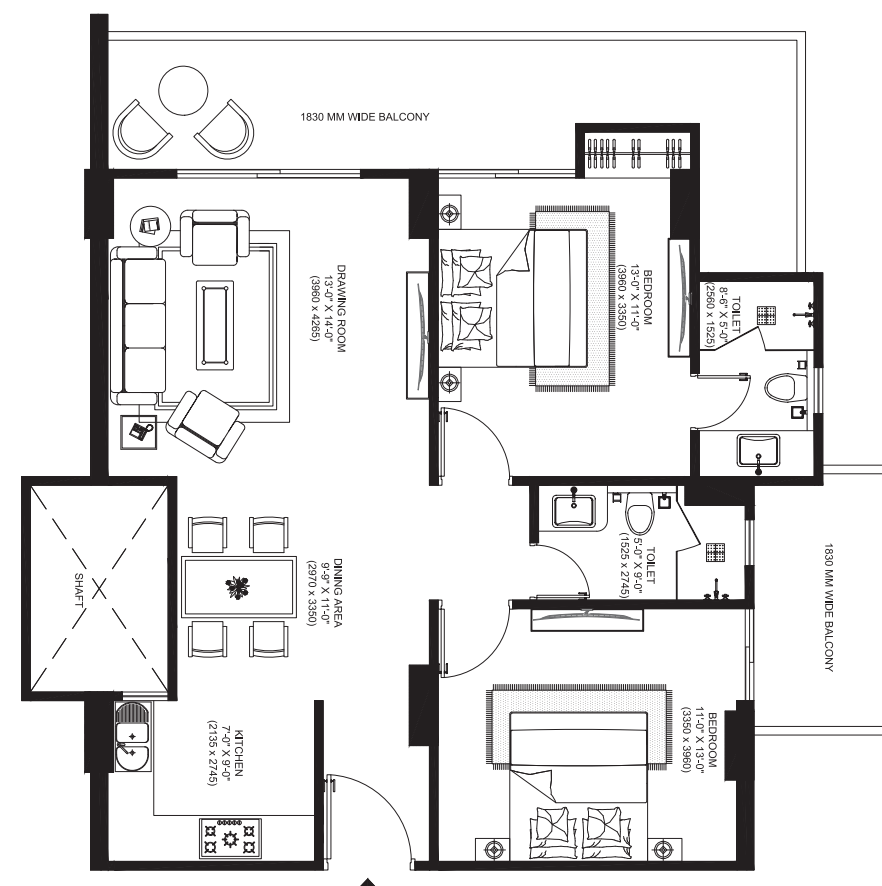 1830 MM WIDE BALCONY
DRAWING ROOM
13'-0" X 14'-0"
(3960 x 4265)
BEDROOM
13'-0" X 11'-0"
(3960 x 3350)
TOILET
8'-6" X 5'-0"
(2560 x 1525)
SHAFT
DINING AREA
9'-9" X 11'-0"
(2970 x 3350)
TOILET
5'-0" X 9'-0"
(1525 x 2745)
1830 MM WIDE BALCONY
KITCHEN
7'-0" X 9'-0"
(2135 x 2745)
BEDROOM
11'-0" X 13'-0"
(3350 x 3960)